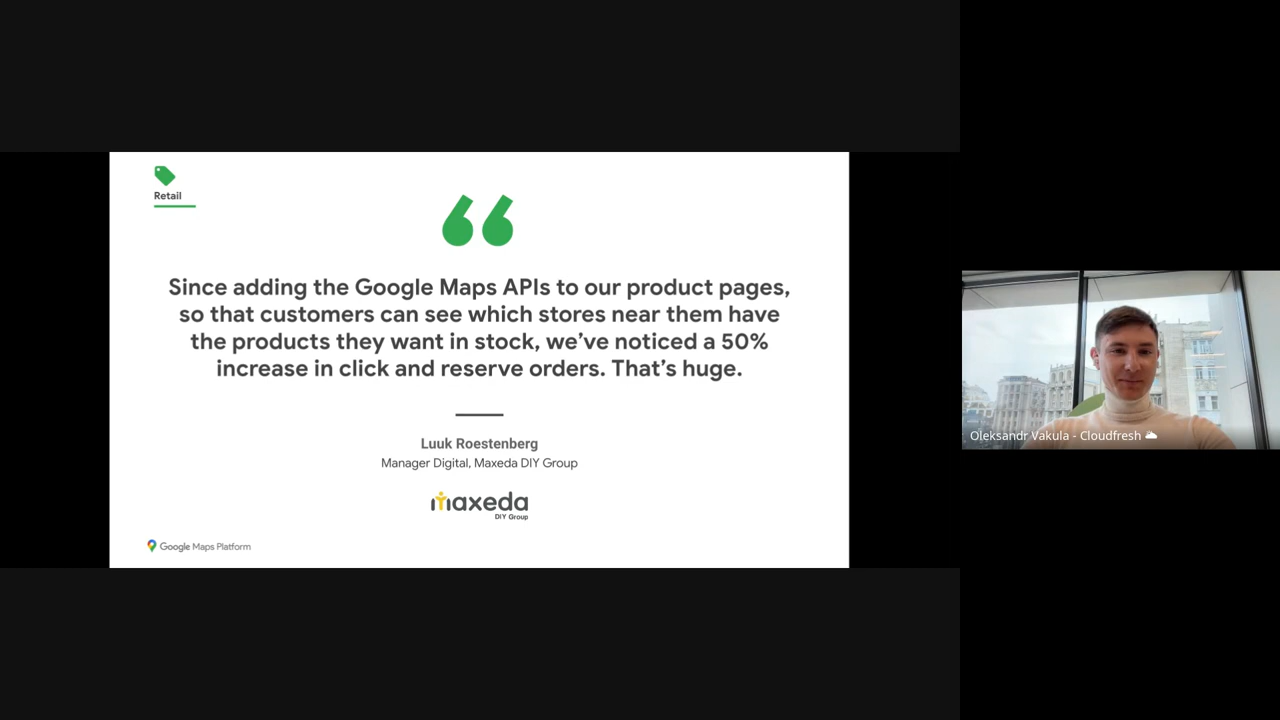 Retail
Since adding the Google Maps APIs to our product pages,
so that customers can see which stores near them have
the products they want in stock, we’ve noticed a 50%
increase in click and reserve orders. That’s huge.
Luuk Roestenberg
Manager Digital, Maxeda DIY Group
maxeda
DIY Group
Google Maps Platform
Oleksandr Vakula - Cloudfresh